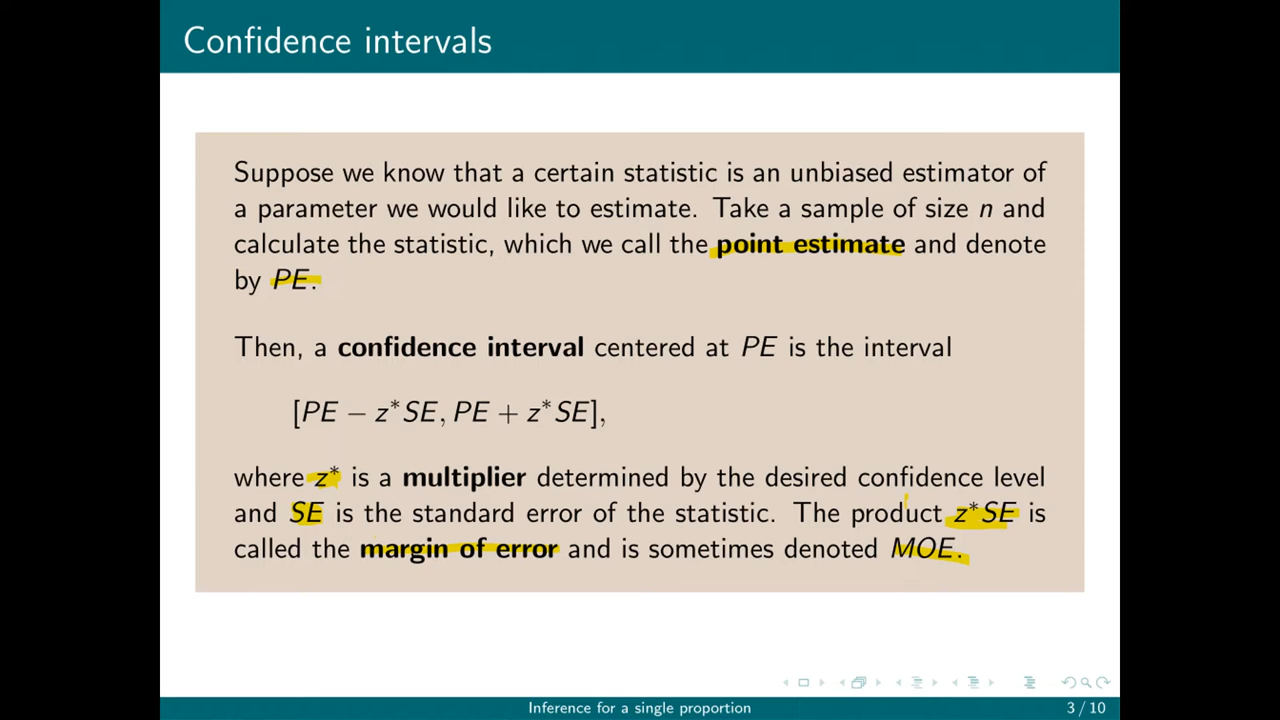 Confidence intervals
Suppose we know that a certain statistic is an unbiased estimator of
a parameter we would like to estimate. Take a sample of size n and
calculate the statistic, which we call the point estimate and denote
by PE.
Then, a confidence interval centered at PE is the interval
[PE − z*SE, PE + z*SE],
where z* is a multiplier determined by the desired confidence level
and SE is the standard error of the statistic. The product z*SE is
called the margin of error and is sometimes denoted MOE.
Inference for a single proportion
3 / 10